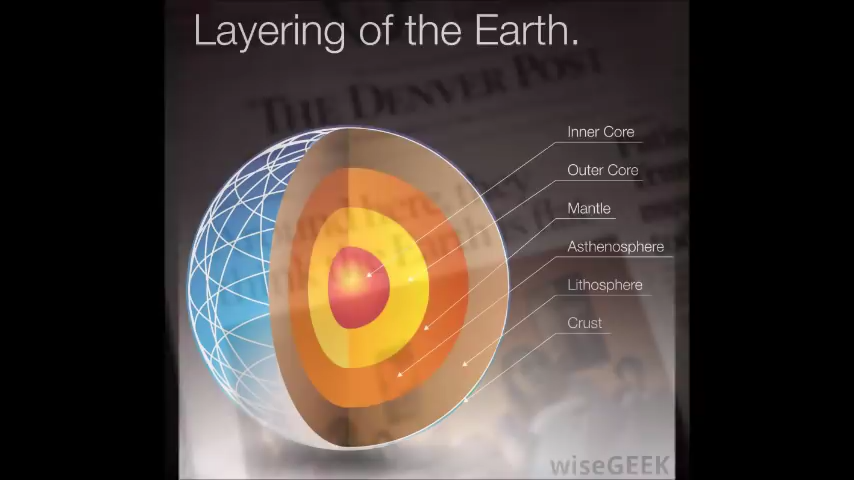 Layering of the Earth.
THE DENVER POST
Inner Core
Outer Core
Mantle
Asthenosphere
Lithosphere
Crust
wiseGEEK